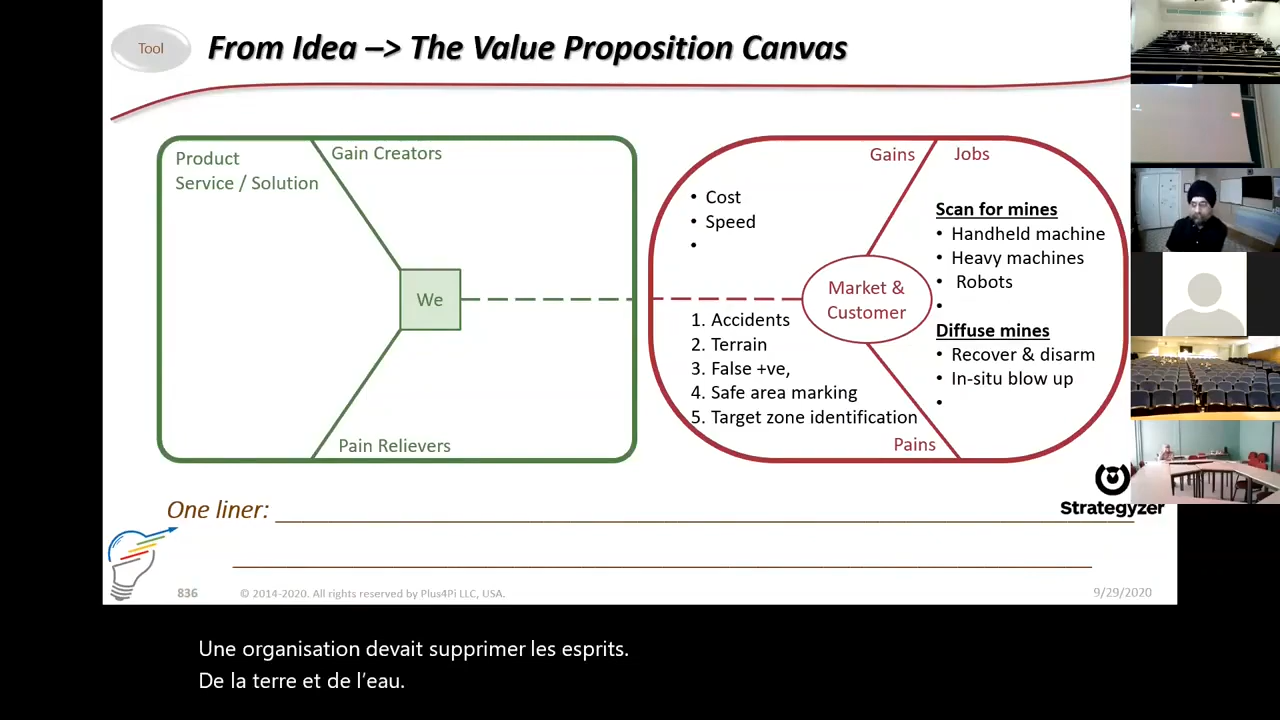 Tool
From Idea –> The Value Proposition Canvas
Product
Service / Solution
Gain Creators
We
Pain Relievers
Gains
Jobs
• Cost
• Speed
•
Scan for mines
• Handheld machine
• Heavy machines
• Robots
•
Market &
Customer
1. Accidents
2. Terrain
3. False +ve,
4. Safe area marking
5. Target zone identification
Diffuse mines
• Recover & disarm
• In-situ blow up
•
Pains
Strategyzer
One liner:
836
© 2014-2020. All rights reserved by Plus4Pi LLC, USA.
9/29/2020
Une organisation devait supprimer les esprits.
De la terre et de l'eau.